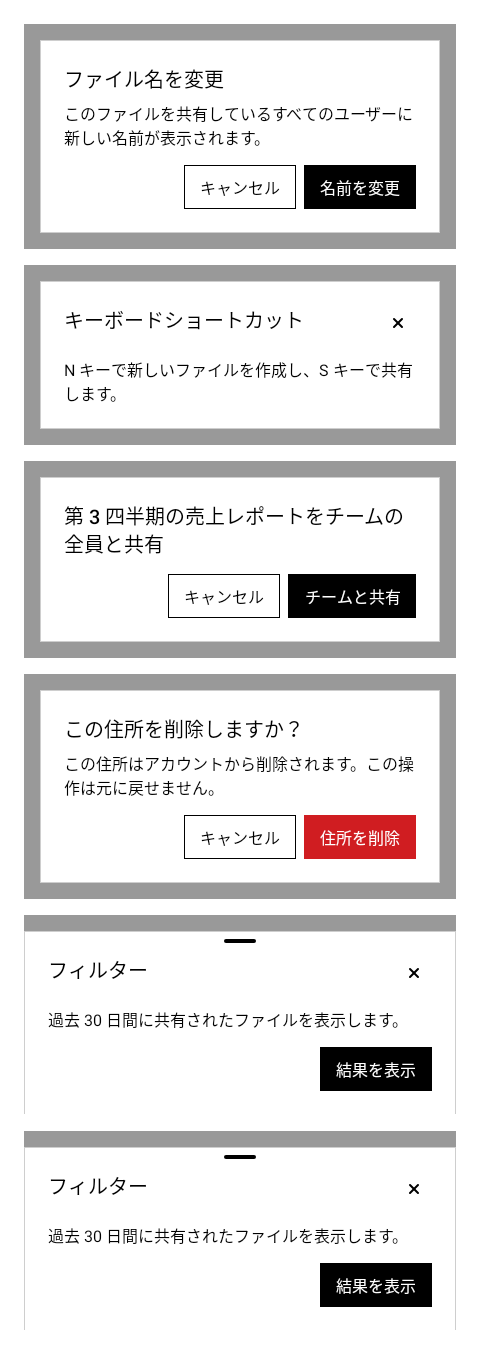 ファイル名を変更
このファイルを共有しているすべてのユーザーに
新しい名前が表示されます。
キャンセル
名前を変更
キーボードショートカット
N キーで新しいファイルを作成し、S キーで共有
します。
第 3 四半期の売上レポートをチームの
全員と共有
キャンセル
チームと共有
この住所を削除しますか？
この住所はアカウントから削除されます。この操
作は元に戻せません。
キャンセル
住所を削除
フィルター
過去 30 日間に共有されたファイルを表示します。
結果を表示
フィルター
過去 30 日間に共有されたファイルを表示します。
結果を表示